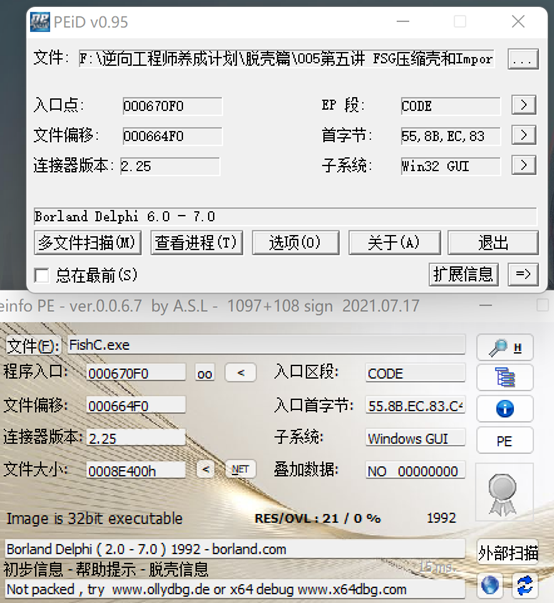 PEiD v0.95
文件: F:\逆向工程师养成计划\脱壳篇\005第五讲 FSG压缩壳和Impor ...
入口点: 000670F0 EP 段: CODE >
文件偏移: 000664F0 首字节: 55,8B,EC,83 >
连接器版本: 2.25 子系统: Win32 GUI >
Borland Delphi 6.0 - 7.0
多文件扫描(M) 查看进程(T) 选项(O) 关于(A) 退出
总在最前(S) 扩展信息 =>
einfo PE - ver.0.0.6.7 by A.S.L - 1097+108 sign 2021.07.17
文件(F): FishC.exe H
程序入口: 000670F0 oo < 入口区段: CODE
文件偏移: 000664F0 入口首字节: 55.8B.EC.83.C4
连接器版本: 2.25 子系统: Windows GUI PE
文件大小: 0008E400h < NET 叠加数据: NO 00000000
Image is 32bit executable RES/OVL : 21 / 0 % 1992
Borland Delphi ( 2.0 - 7.0 ) 1992 - borland.com 外部扫描
初步信息 - 帮助提示 - 脱壳信息 15 ms.
Not packed , try www.ollydbg.de or x64 debug www.x64dbg.com